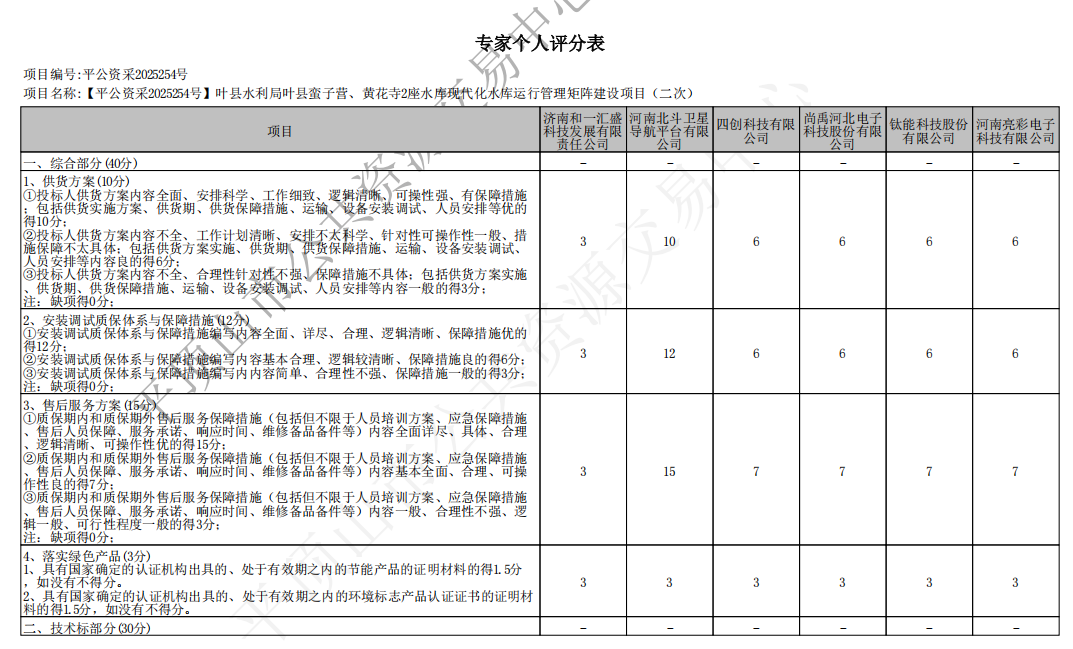 专家个人评分表
项目编号:平公资采2025254号
项目名称:【平公资采2025254号】叶县水利局叶县蛮子营、黄花寺2座水库现代化水库运行管理矩阵建设项目（二次）
项目 济南和一汇盛科技发展有限责任公司 河南北斗卫星导航平台有限公司 四创科技有限公司 尚禹河北电子科技股份有限公司 钛能科技股份有限公司 河南亮彩电子科技有限公司
一、综合部分(40分) － － － － － －
1、供货方案(10分)
①投标人供货方案内容全面、安排科学、工作细致、逻辑清晰、可操性强、有保障措施
；包括供货实施方案、供货期、供货保障措施、运输、设备安装调试、人员安排等优的
得10分；
②投标人供货方案内容不全、工作计划清晰、安排不太科学、针对性可操作性一般、措
施保障不太具体；包括供货方案实施、供货期、供货保障措施、运输、设备安装调试、
人员安排等内容良的得6分；
③投标人供货方案内容不全、合理性针对性不强、保障措施不具体；包括供货方案实施
、供货期、供货保障措施、运输、设备安装调试、人员安排等内容一般的得3分；
注：缺项得0分；
3 10 6 6 6 6
2、安装调试质保体系与保障措施(12分)
①安装调试质保体系与保障措施编写内容全面、详尽、合理、逻辑清晰、保障措施优的
得12分；
②安装调试质保体系与保障措施编写内容基本合理、逻辑较清晰、保障措施良的得6分；
③安装调试质保体系与保障措施编写内内容简单、合理性不强、保障措施一般的得3分；
注：缺项得0分；
3 12 6 6 6 6
3、售后服务方案(15分)
①质保期内和质保期外售后服务保障措施（包括但不限于人员培训方案、应急保障措施
、售后人员保障、服务承诺、响应时间、维修备品备件等）内容全面详尽、具体、合理
、逻辑清晰、可操作性优的得15分；
②质保期内和质保期外售后服务保障措施（包括但不限于人员培训方案、应急保障措施
、售后人员保障、服务承诺、响应时间、维修备品备件等）内容基本全面、合理、可操
作性良的得7分；
③质保期内和质保期外售后服务保障措施（包括但不限于人员培训方案、应急保障措施
、售后人员保障、服务承诺、响应时间、维修备品备件等）内容一般、合理性不强、逻
辑一般、可行性程度一般的得3分；
注：缺项得0分；
3 15 7 7 7 7
4、落实绿色产品(3分)
1、具有国家确定的认证机构出具的、处于有效期之内的节能产品的证明材料的得1.5分
，如没有不得分。
2、具有国家确定的认证机构出具的、处于有效期之内的环境标志产品认证证书的证明材
料的得1.5分，如没有不得分。
3 3 3 3 3 3
二、技术标部分(30分) － － － － － －
平顶山市公共资源交易中心
平顶山市公共资源交易中心